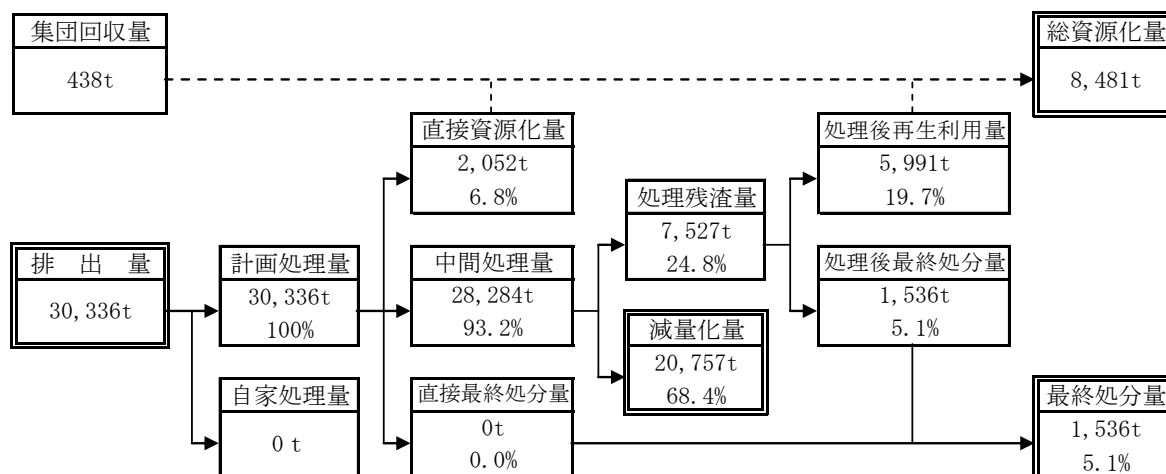 集団回収量
438t
総資源化量
8,481t
直接資源化量
2,052t
6.8%
処理後再生利用量
5,991t
19.7%
処理残渣量
7,527t
24.8%
排 出 量
30,336t
計画処理量
30,336t
100%
中間処理量
28,284t
93.2%
処理後最終処分量
1,536t
5.1%
減量化量
20,757t
68.4%
自家処理量
0 t
直接最終処分量
0t
0.0%
最終処分量
1,536t
5.1%